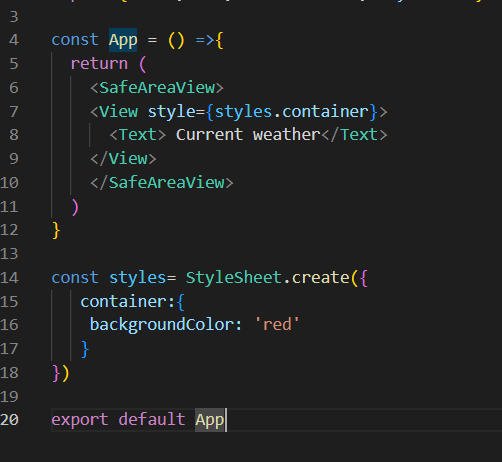 3
4 const App = () =>{
5   return (
6     <SafeAreaView>
7     <View style={styles.container}>
8       <Text> Current weather</Text>
9     </View>
10     </SafeAreaView>
11   )
12 }
13
14 const styles= StyleSheet.create({
15    container:{
16     backgroundColor: 'red'
17    }
18 })
19
20 export default App